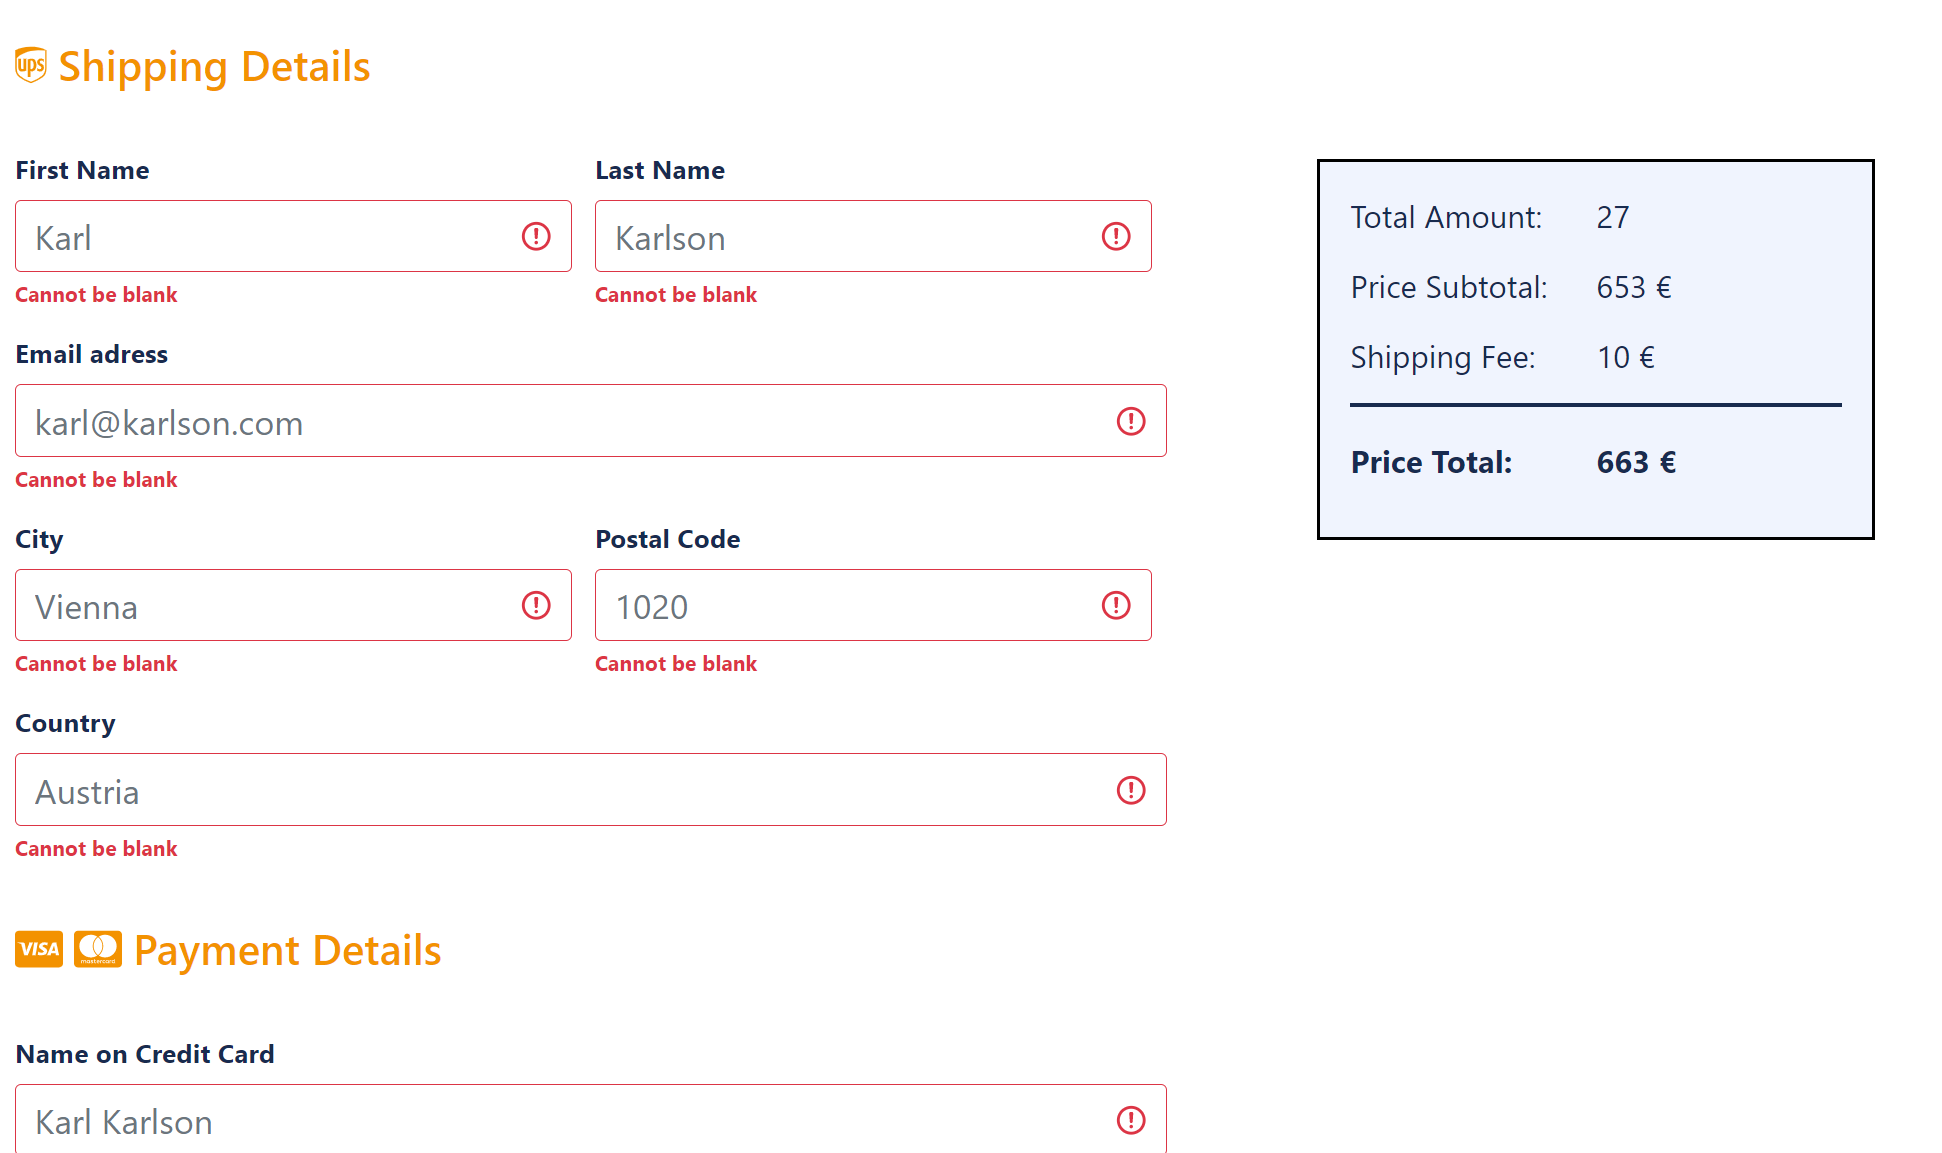 ups Shipping Details
First Name
Last Name
Karl
Karlson
Cannot be blank
Cannot be blank
Email adress
karl@karlson.com
Cannot be blank
City
Postal Code
Vienna
1020
Cannot be blank
Cannot be blank
Country
Austria
Cannot be blank
VISA mastercard Payment Details
Name on Credit Card
Karl Karlson
Total Amount: 27
Price Subtotal: 653 €
Shipping Fee: 10 €
Price Total: 663 €